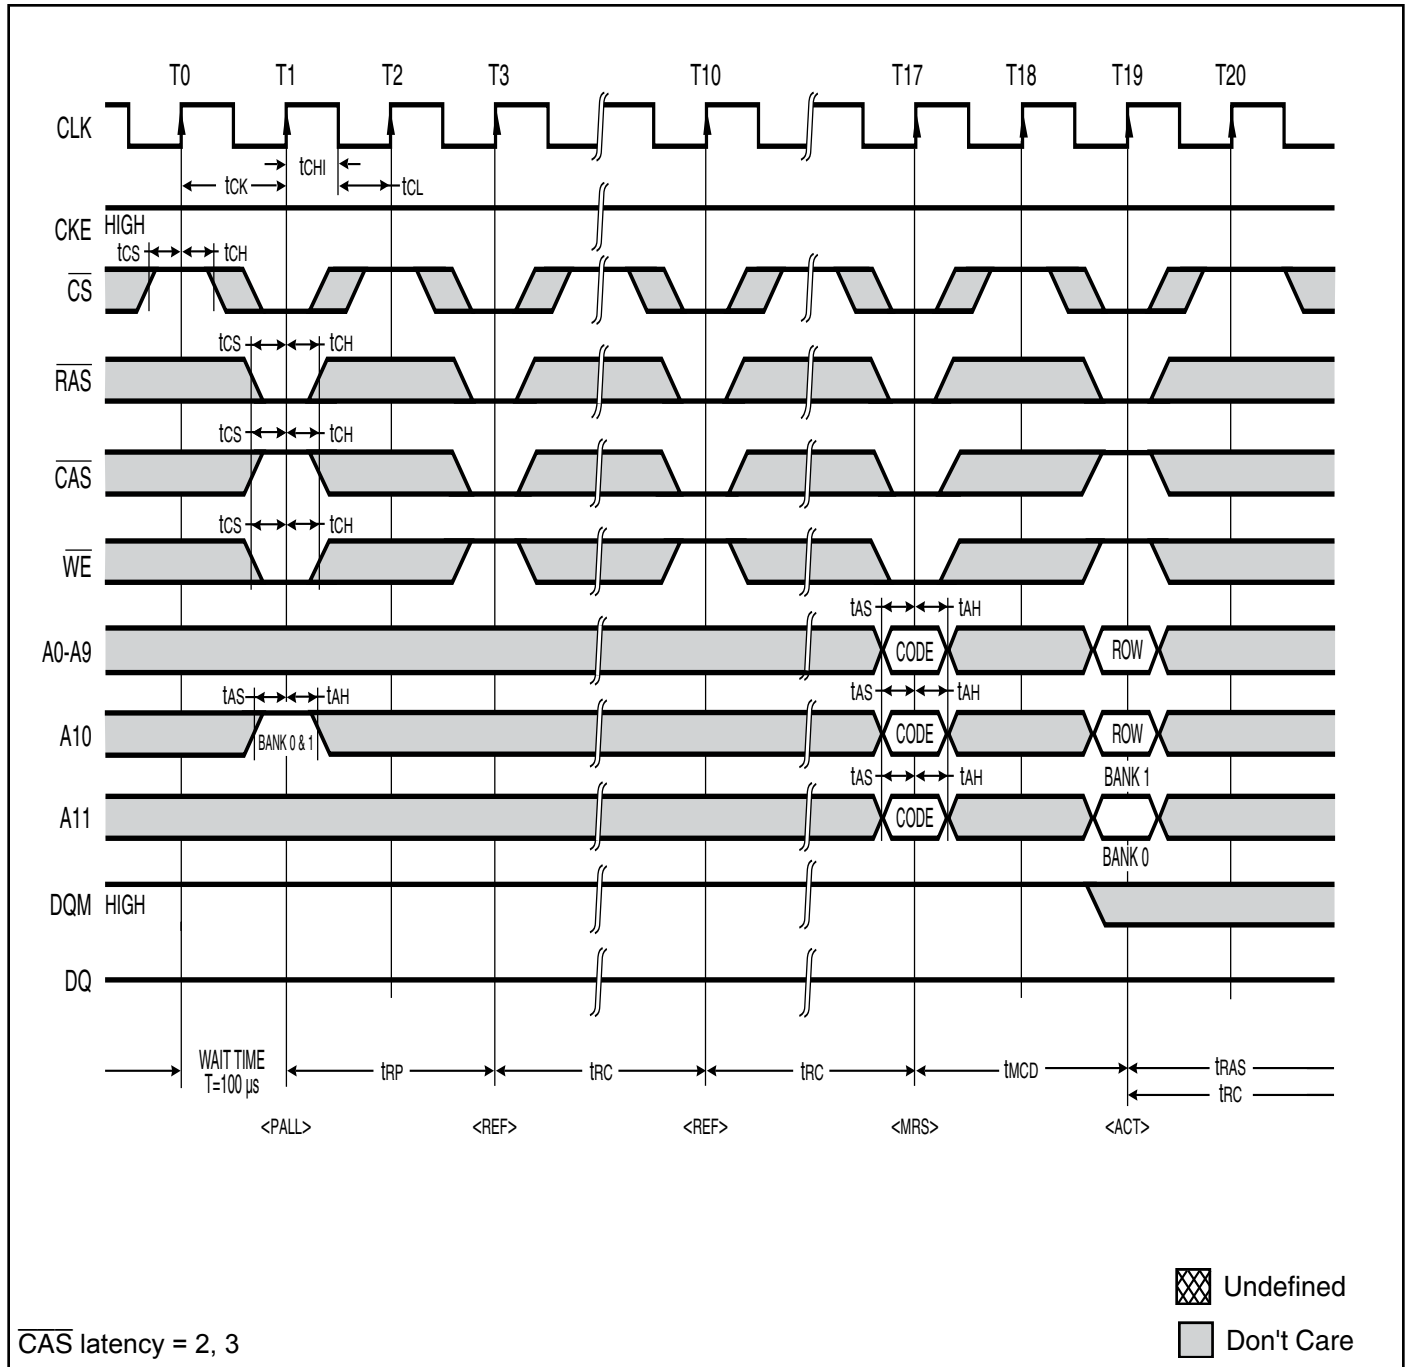 T0 T1 T2 T3 T10 T17 T18 T19 T20
CLK
tCHI
tCK tCL
CKE HIGH
tCS tCH
CS
tCS tCH
RAS
tCS tCH
CAS
tCS tCH
WE
tAS tAH
A0-A9 CODE ROW
tAS tAH tAS tAH
A10 BANK 0 & 1 CODE ROW
tAS tAH BANK 1
A11 CODE
BANK 0
DQM HIGH
DQ
WAIT TIME
T=100 µs tRP tRC tRC tMCD tRAS
tRC
<PALL> <REF> <REF> <MRS> <ACT>
Undefined
Don't Care
CAS latency = 2, 3